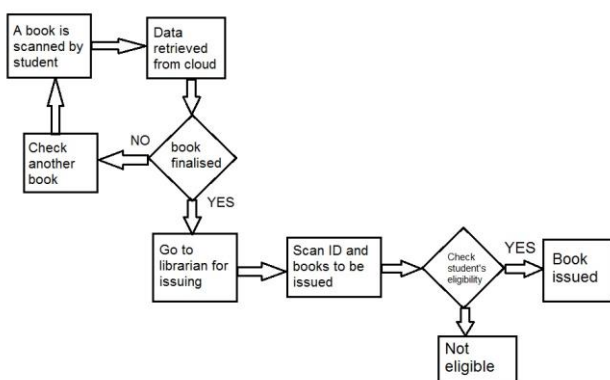 A book is
scanned by
student
Data
retrieved
from cloud
book
finalised
NO
Check
another
book
YES
Go to
librarian for
issuing
Scan ID and
books to be
issued
Check
student's
eligibility
YES
Book
issued
Not
eligible